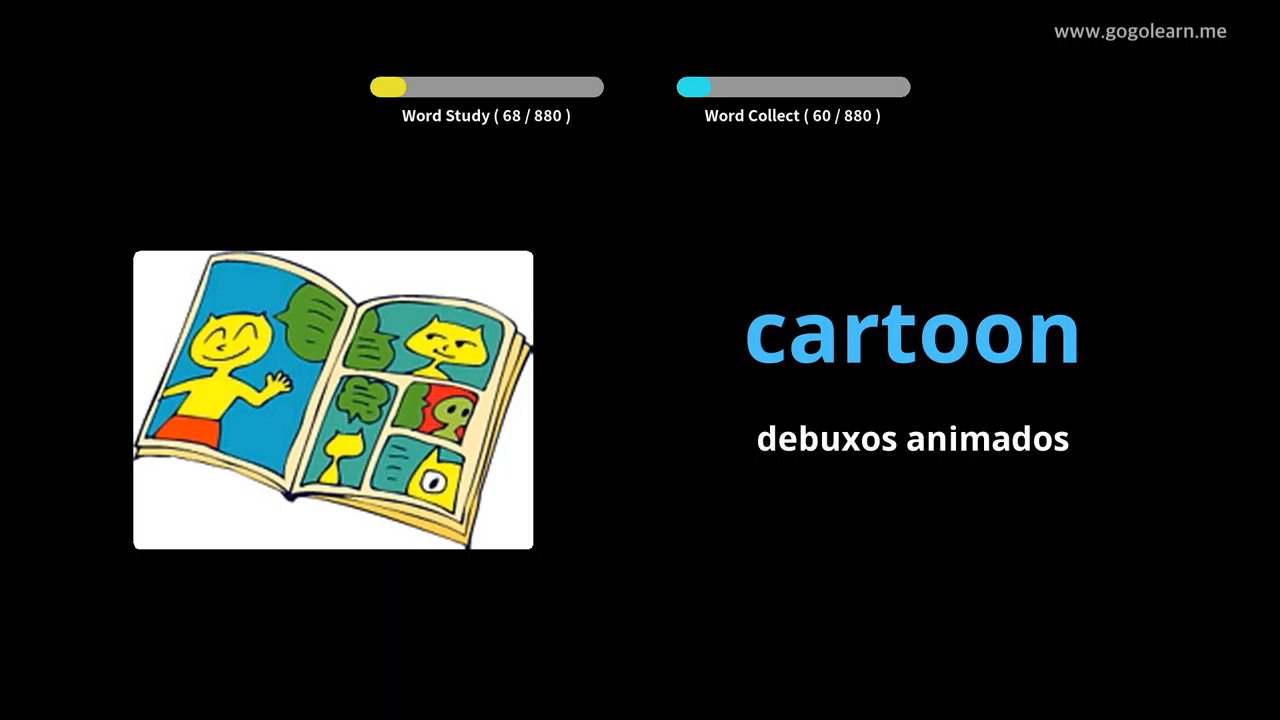 www.gogolearn.me
Word Study ( 68 / 880 )
Word Collect ( 60 / 880 )
cartoon
debuxos animados